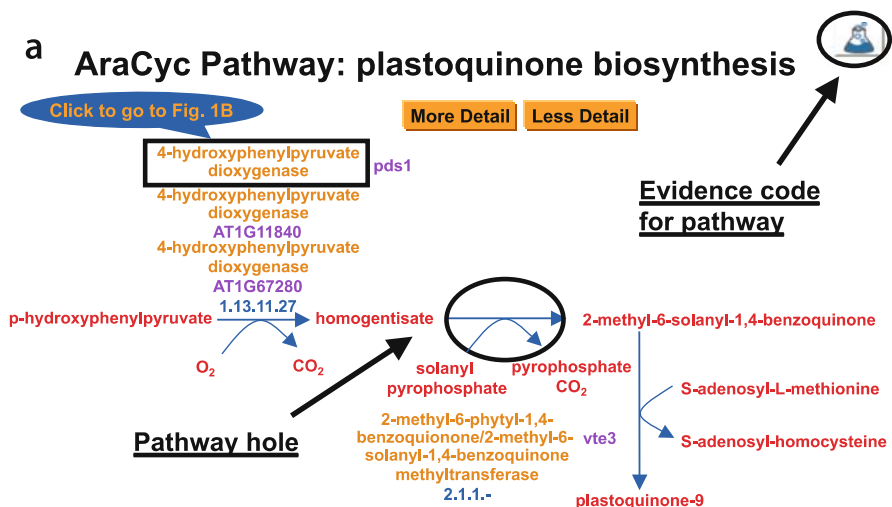 a
AraCyc Pathway: plastoquinone biosynthesis
Click to go to Fig. 1B
More Detail
Less Detail
4-hydroxyphenylpyruvate
dioxygenase
pds1
4-hydroxyphenylpyruvate
dioxygenase
AT1G11840
4-hydroxyphenylpyruvate
dioxygenase
AT1G67280
Evidence code
for pathway
1.13.11.27
p-hydroxyphenylpyruvate
homogentisate
2-methyl-6-solanyl-1,4-benzoquinone
O2
CO2
solanyl
pyrophosphate
pyrophosphate
CO2
S-adenosyl-L-methionine
S-adenosyl-homocysteine
Pathway hole
2-methyl-6-phytyl-1,4-
benzoquionone/2-methyl-6-
solanyl-1,4-benzoquinone
methyltransferase
vte3
2.1.1.-
plastoquinone-9